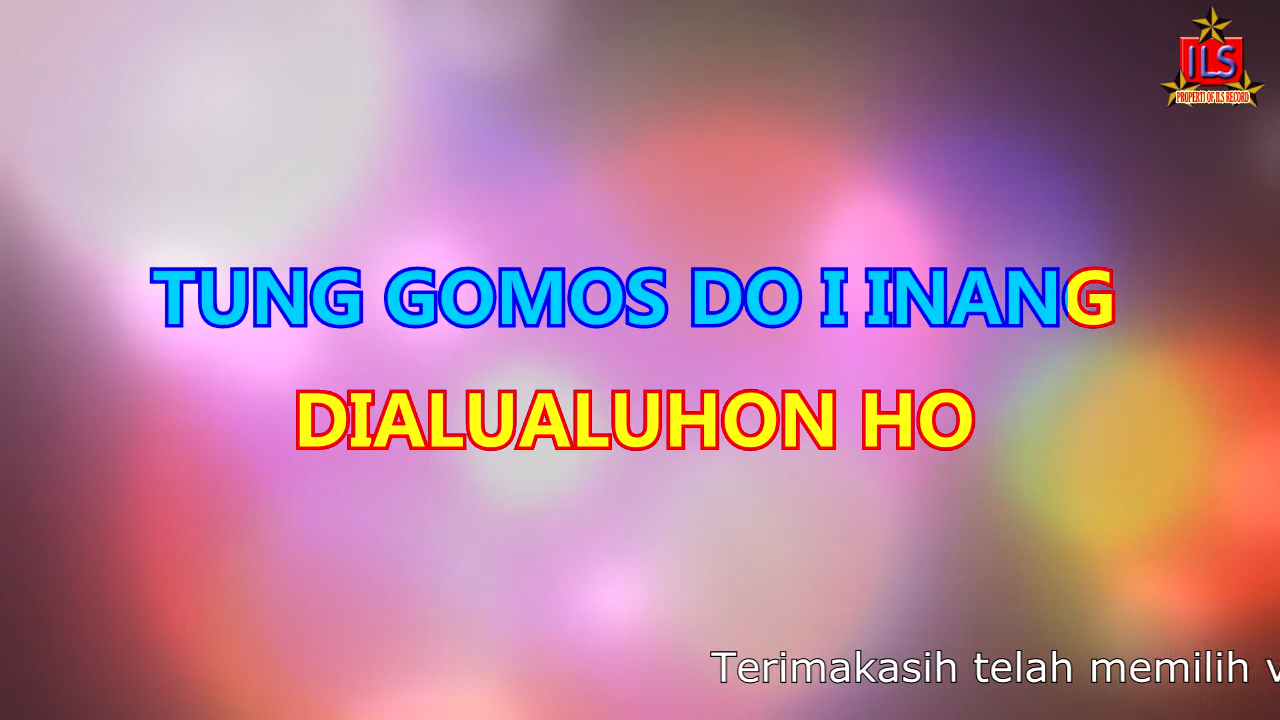 ILS
PROPERTI OF ILS RECORD
TUNG GOMOS DO I INANG
DIALUALUHON HO
Terimakasih telah memilih